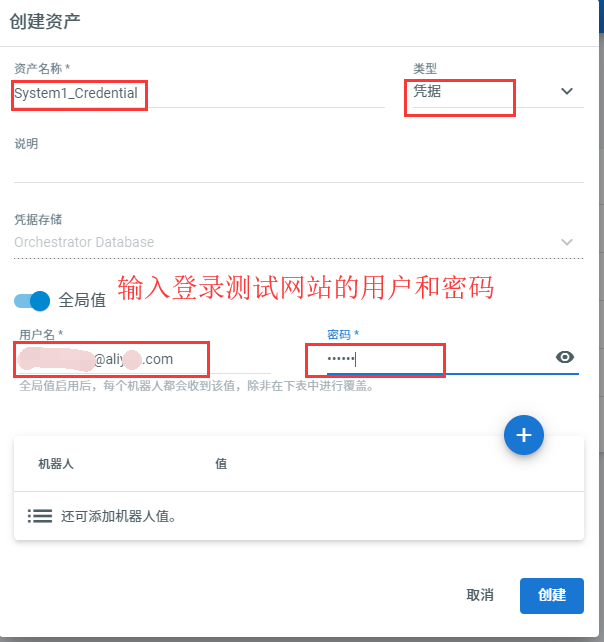 创建资产
资产名称 *
类型
System1_Credential
凭据
说明
凭据存储
Orchestrator Database
全局值
输入登录测试网站的用户和密码
用户名 *
密码 *
@aliy .com
••••••
全局值启用后，每个机器人都会收到该值，除非在下表中进行覆盖。
+
机器人
值
还可添加机器人值。
取消
创建